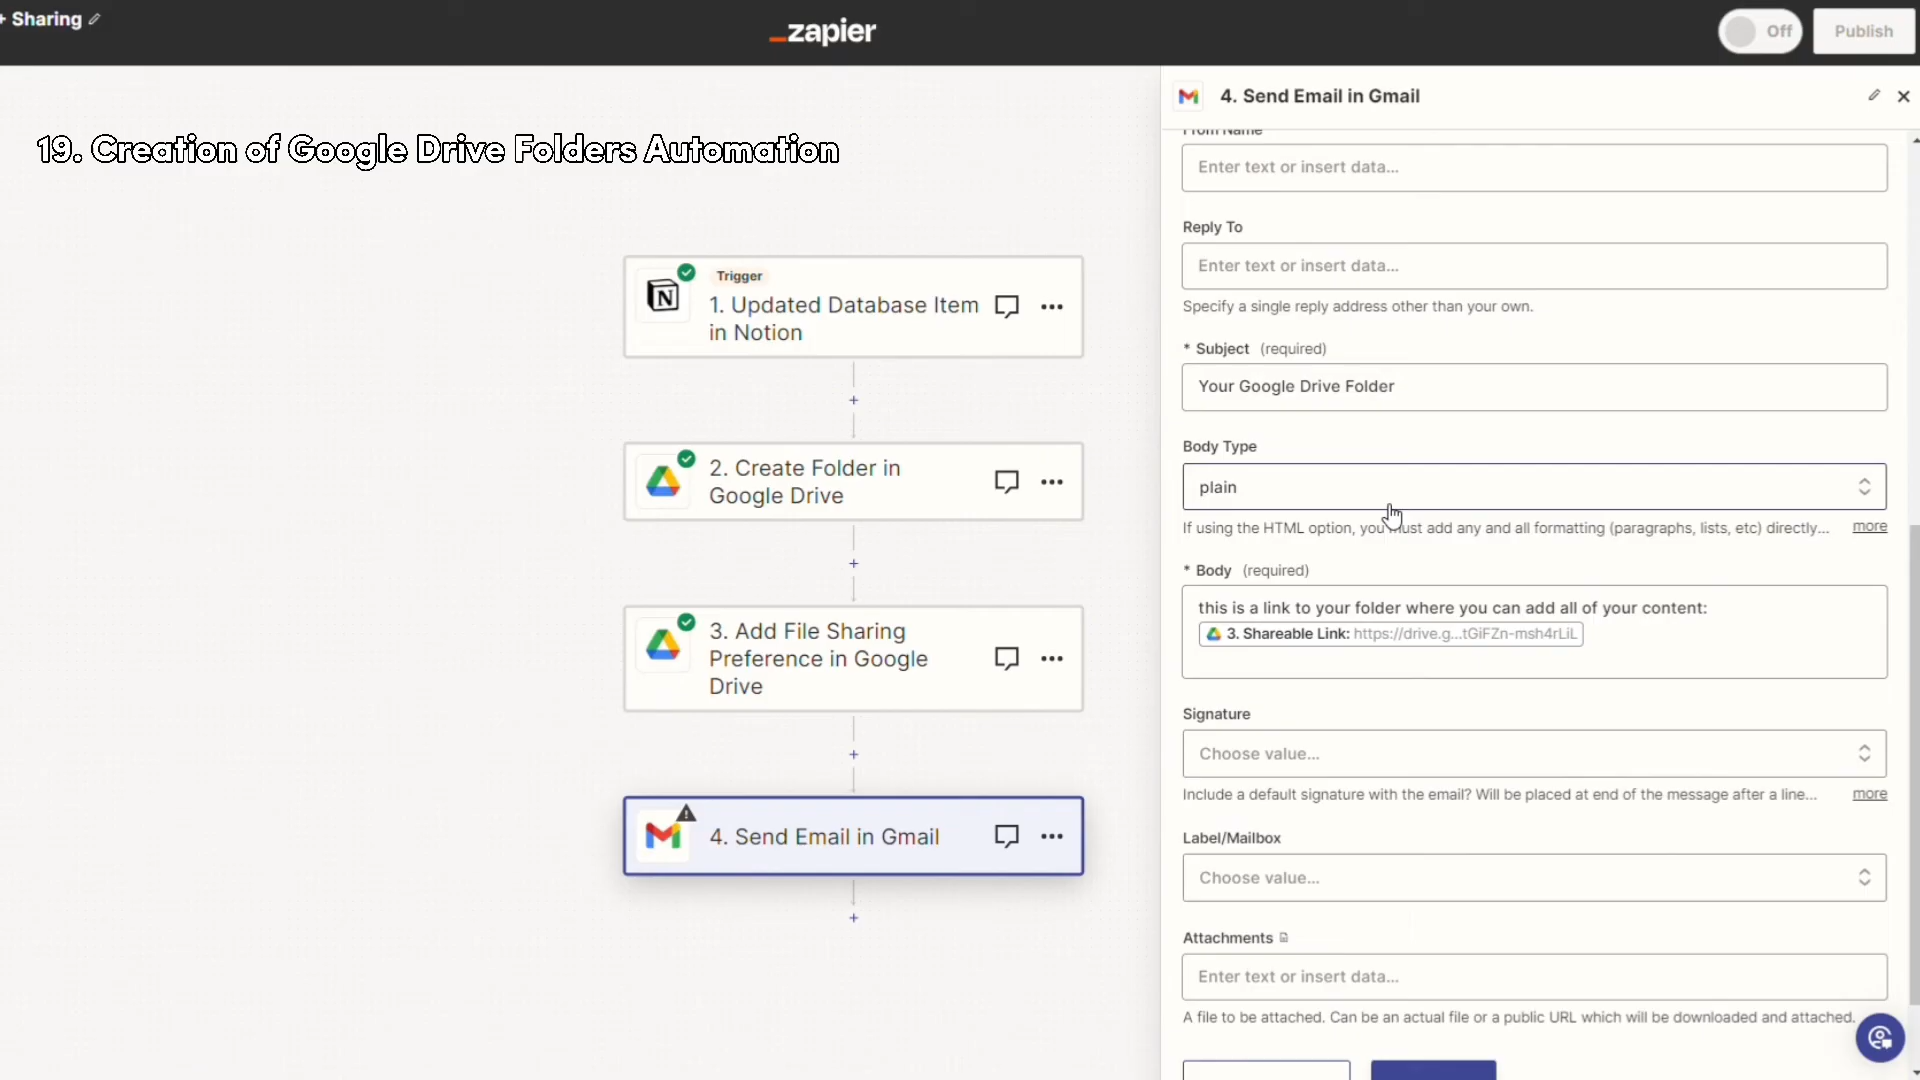 + Sharing
_zapier
Off
Publish
19. Creation of Google Drive Folders Automation
Trigger
1. Updated Database Item
in Notion
2. Create Folder in
Google Drive
3. Add File Sharing
Preference in Google
Drive
4. Send Email in Gmail
4. Send Email in Gmail
From Name
Enter text or insert data...
Reply To
Enter text or insert data...
Specify a single reply address other than your own.
* Subject (required)
Your Google Drive Folder
Body Type
plain
If using the HTML option, you must add any and all formatting (paragraphs, lists, etc) directly... more
* Body (required)
this is a link to your folder where you can add all of your content:
3. Shareable Link: https://drive.g...tGiFZn-msh4rLiL
Signature
Choose value...
Include a default signature with the email? Will be placed at end of the message after a line... more
Label/Mailbox
Choose value...
Attachments
Enter text or insert data...
A file to be attached. Can be an actual file or a public URL which will be downloaded and attached.